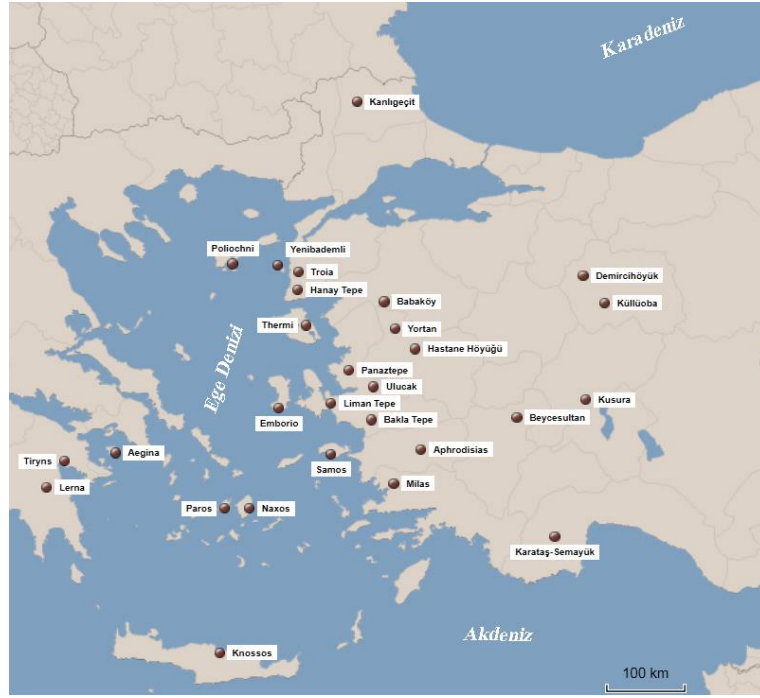 Karadeniz
Kanlıgeçit
Poliochni
Yenibademli
Troia
Demircihöyük
Hanay Tepe
Babaköy
Küllüoba
Thermi
Yortan
Hastane Höyüğü
Ege Denizi
Panaztepe
Ulucak
Liman Tepe
Kusura
Emborio
Bakla Tepe
Beycesultan
Aegina
Aphrodisias
Tiryns
Samos
Lerna
Milas
Paros
Naxos
Karataş-Semayük
Akdeniz
Knossos
100 km